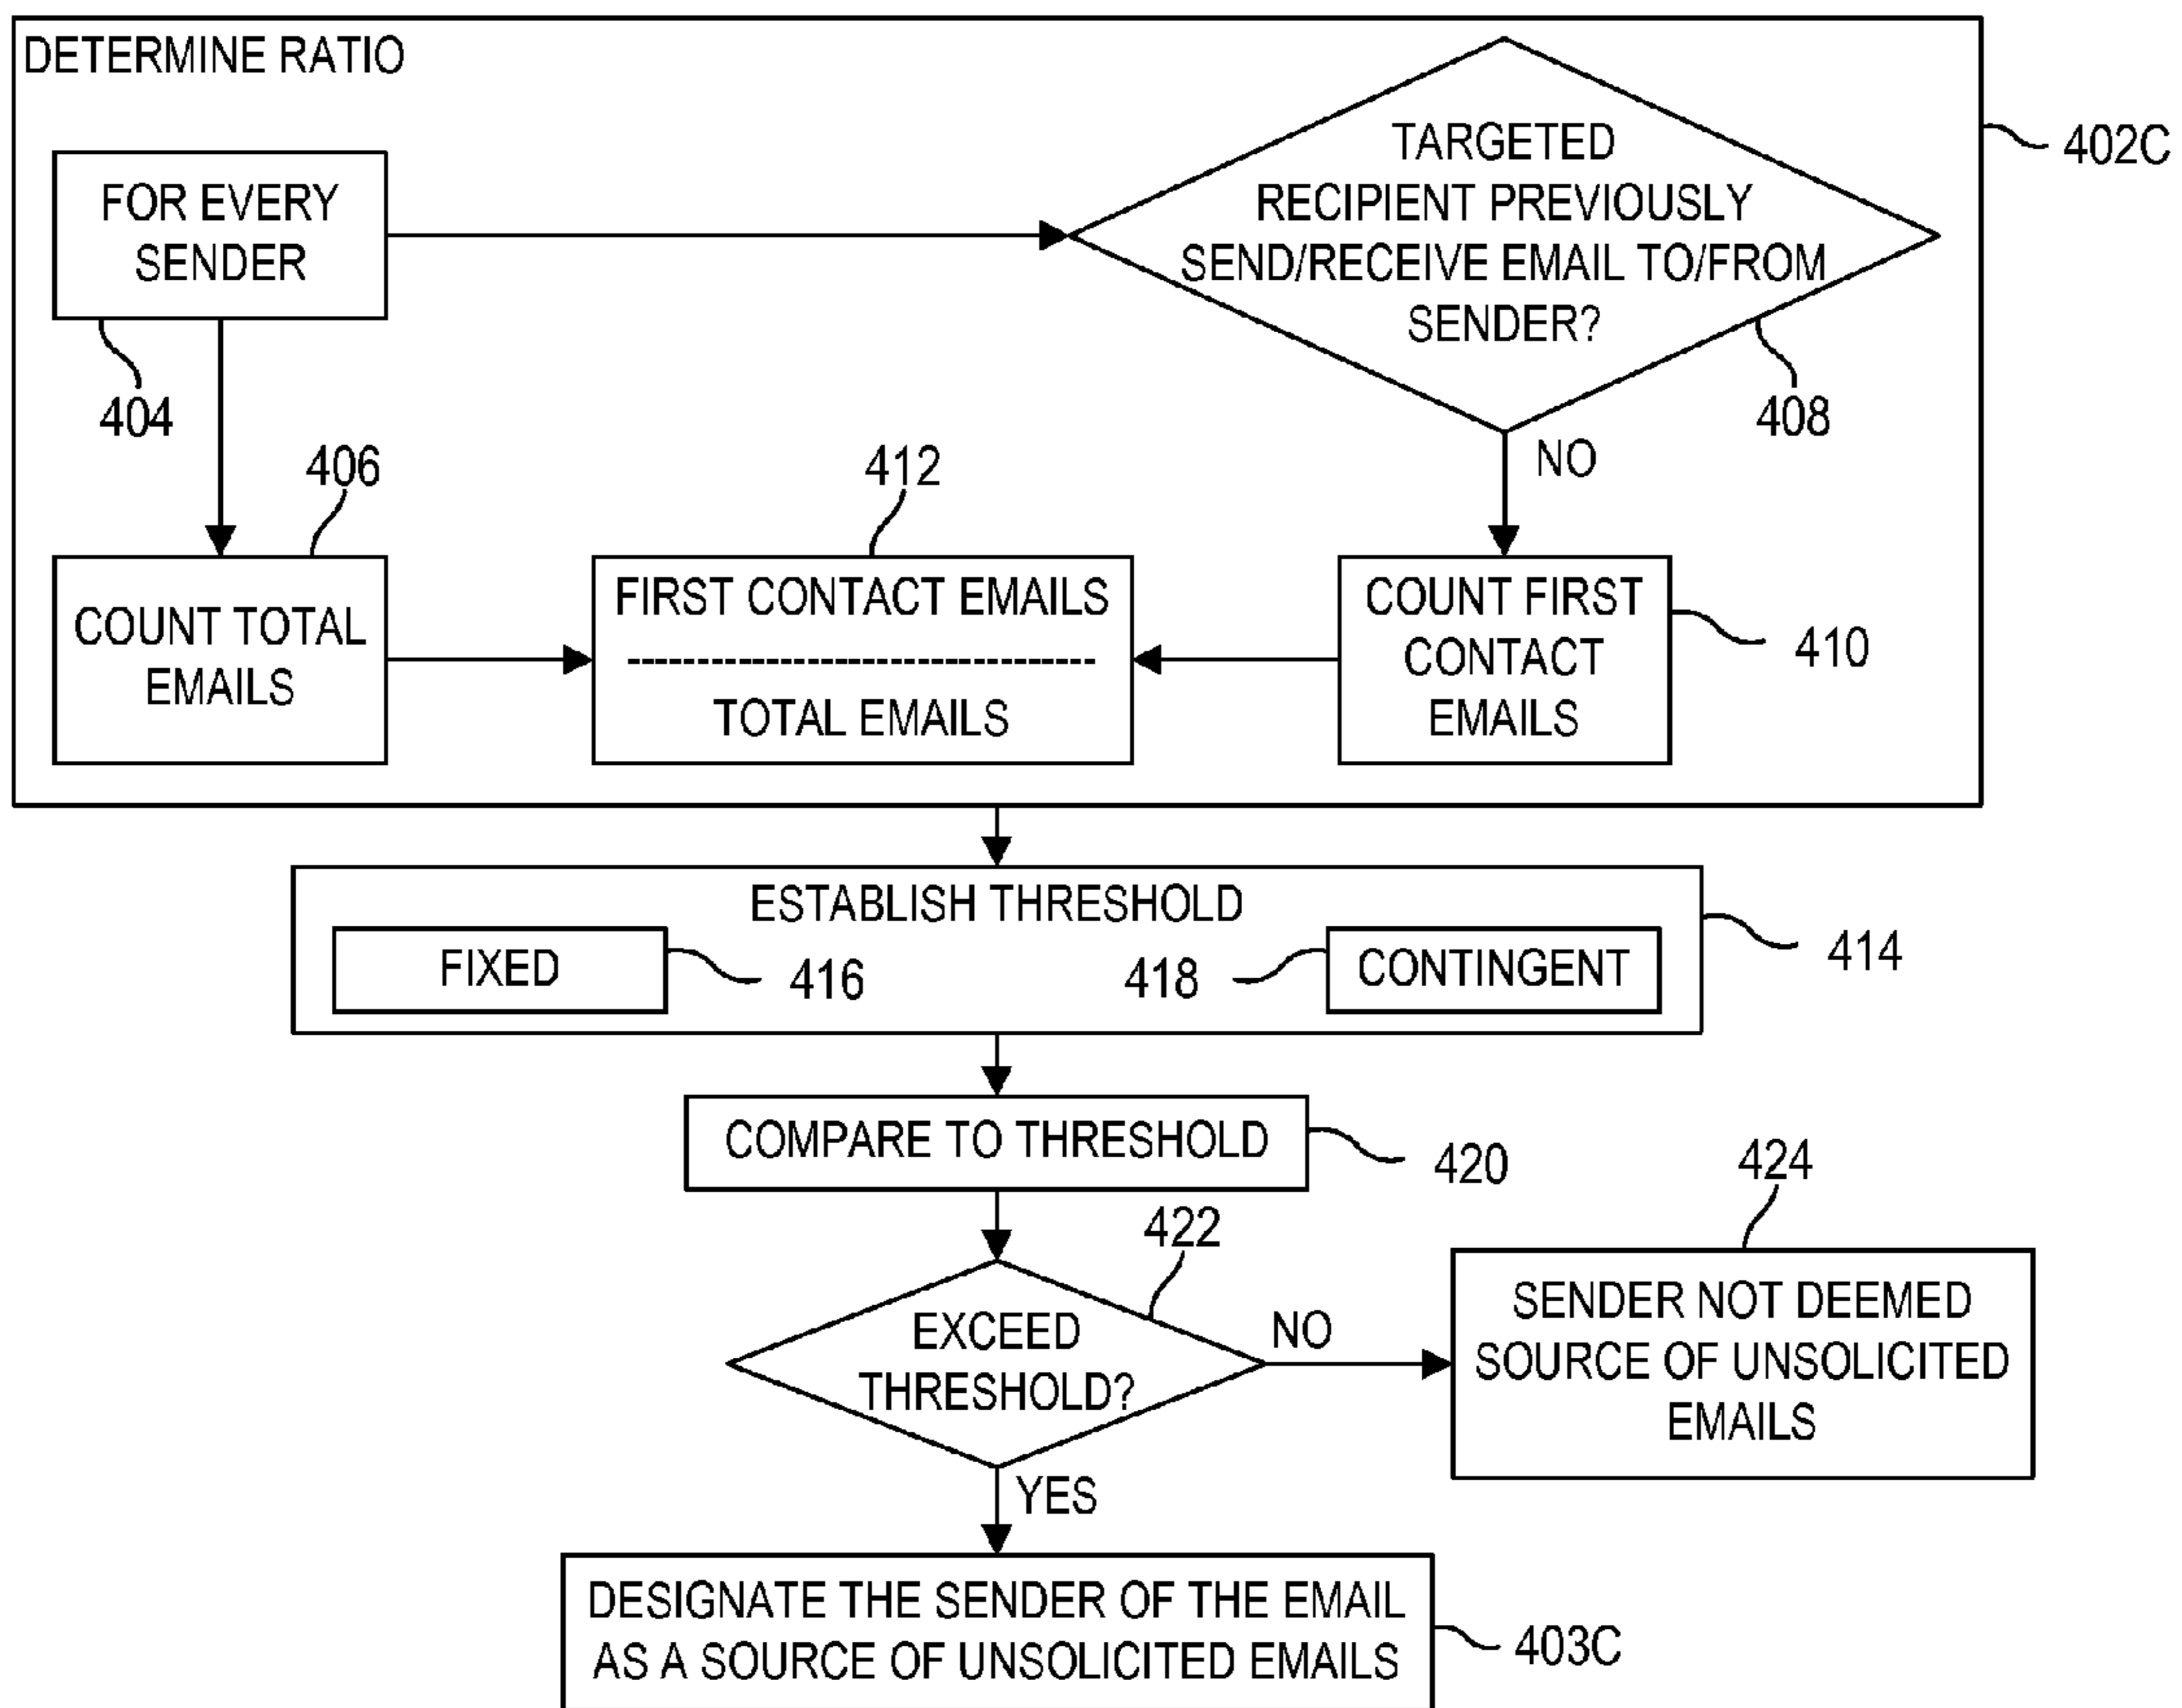 DETERMINE RATIO
402C
FOR EVERY
SENDER
404
TARGETED
RECIPIENT PREVIOUSLY
SEND/RECEIVE EMAIL TO/FROM
SENDER?
408
NO
406
COUNT TOTAL
EMAILS
412
FIRST CONTACT EMAILS
----------------------------------
TOTAL EMAILS
COUNT FIRST
CONTACT
EMAILS
410
ESTABLISH THRESHOLD
414
FIXED
416
418
CONTINGENT
COMPARE TO THRESHOLD
420
422
EXCEED
THRESHOLD?
NO
424
SENDER NOT DEEMED
SOURCE OF UNSOLICITED
EMAILS
YES
DESIGNATE THE SENDER OF THE EMAIL
AS A SOURCE OF UNSOLICITED EMAILS
403C